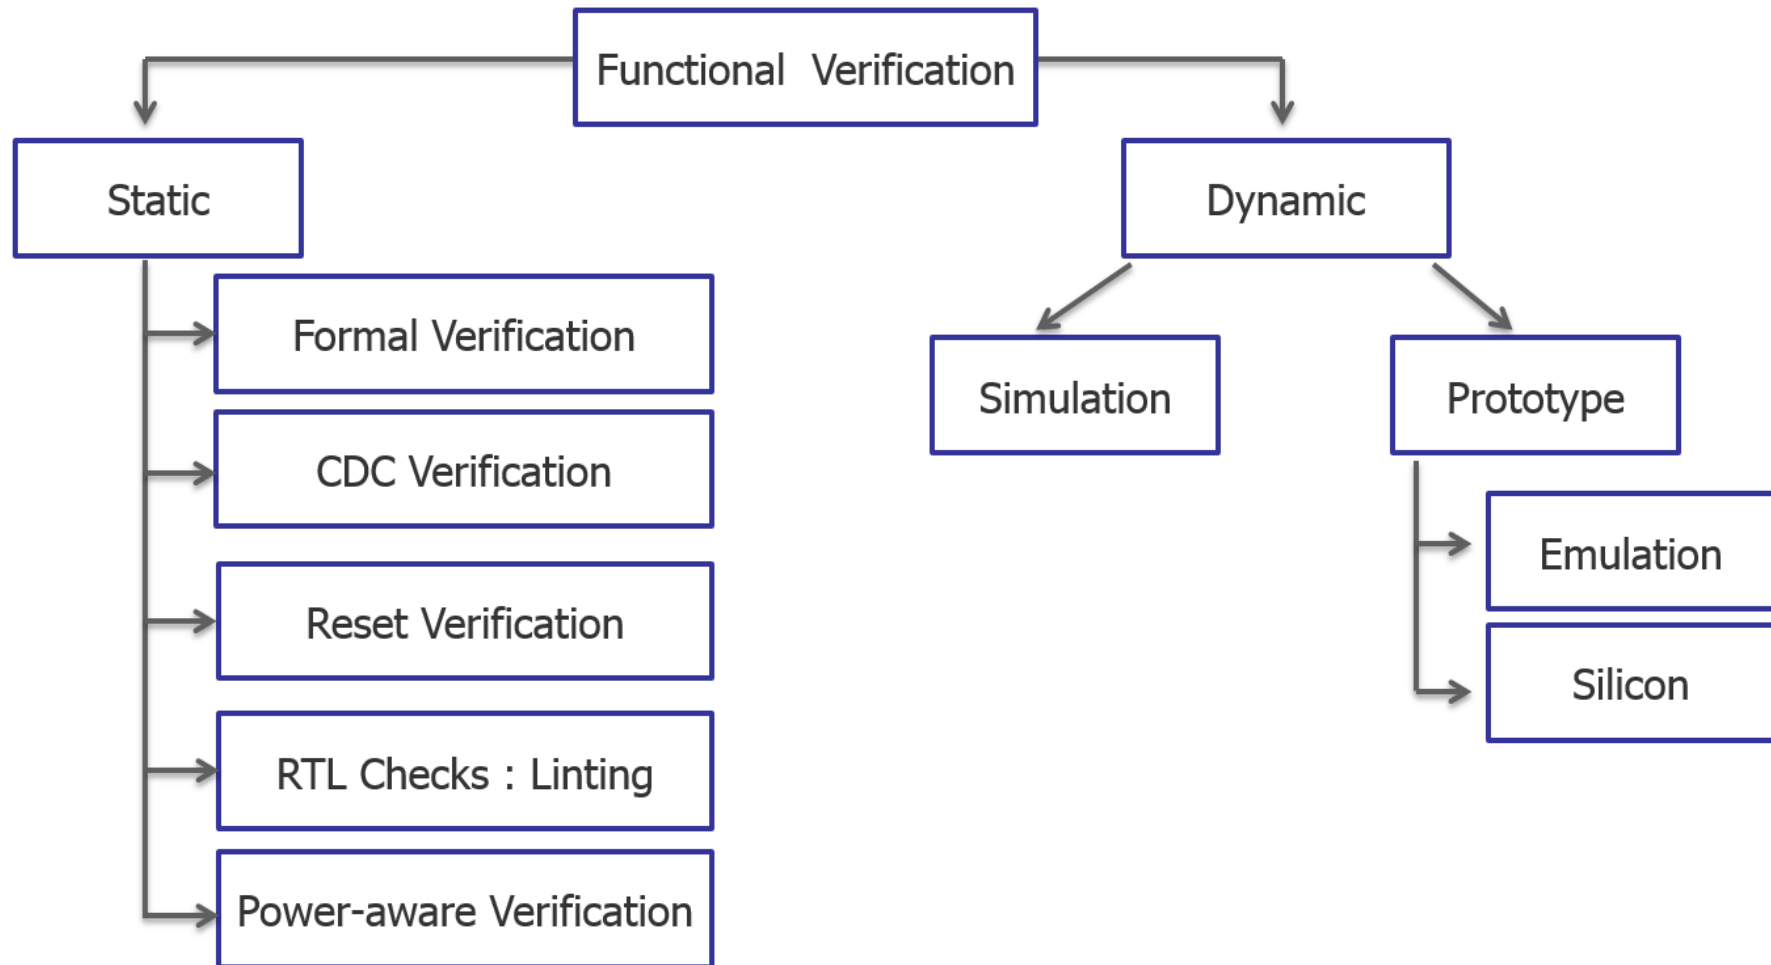 Functional Verification
Static
Dynamic
Formal Verification
CDC Verification
Reset Verification
RTL Checks : Linting
Power-aware Verification
Simulation
Prototype
Emulation
Silicon